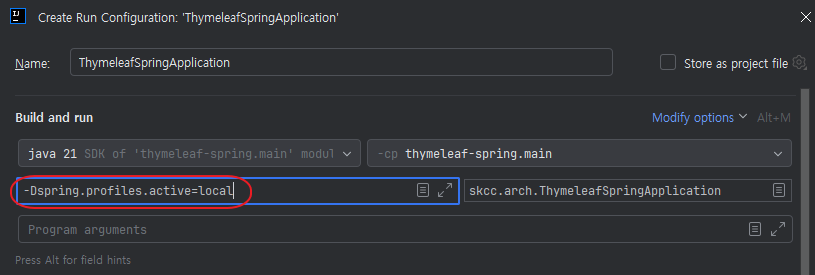 Create Run Configuration: 'ThymeleafSpringApplication'
Name: ThymeleafSpringApplication Store as project file
Build and run Modify options Alt+M
java 21 SDK of 'thymeleaf-spring.main' modul -cp thymeleaf-spring.main
-Dspring.profiles.active=local skcc.arch.ThymeleafSpringApplication
Program arguments
Press Alt for field hints